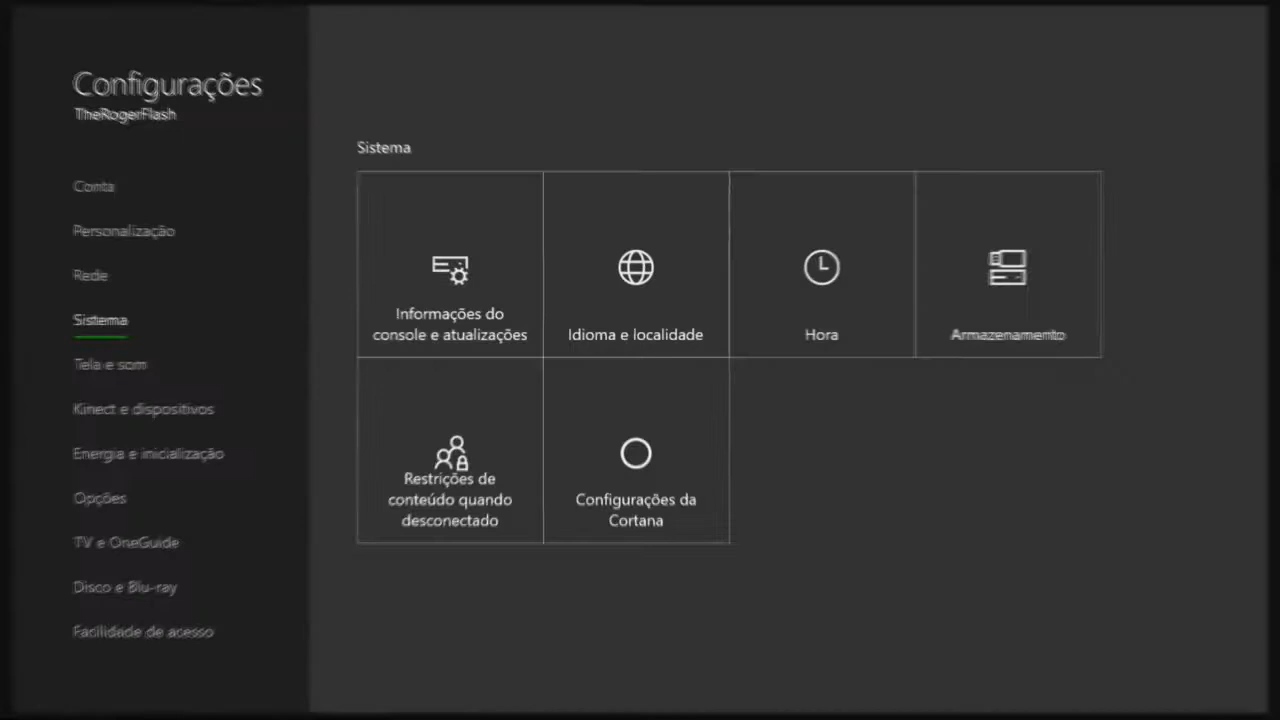 Configurações
TheRogerFlash
Conta
Personalização
Rede
Sistema
Tela e som
Kinect e dispositivos
Energia e inicialização
Opções
TV e OneGuide
Disco e Blu-ray
Facilidade de acesso
Sistema
Informações do
console e atualizações
Idioma e localidade
Hora
Armazenamento
Restrições de
conteúdo quando
desconectado
Configurações da
Cortana